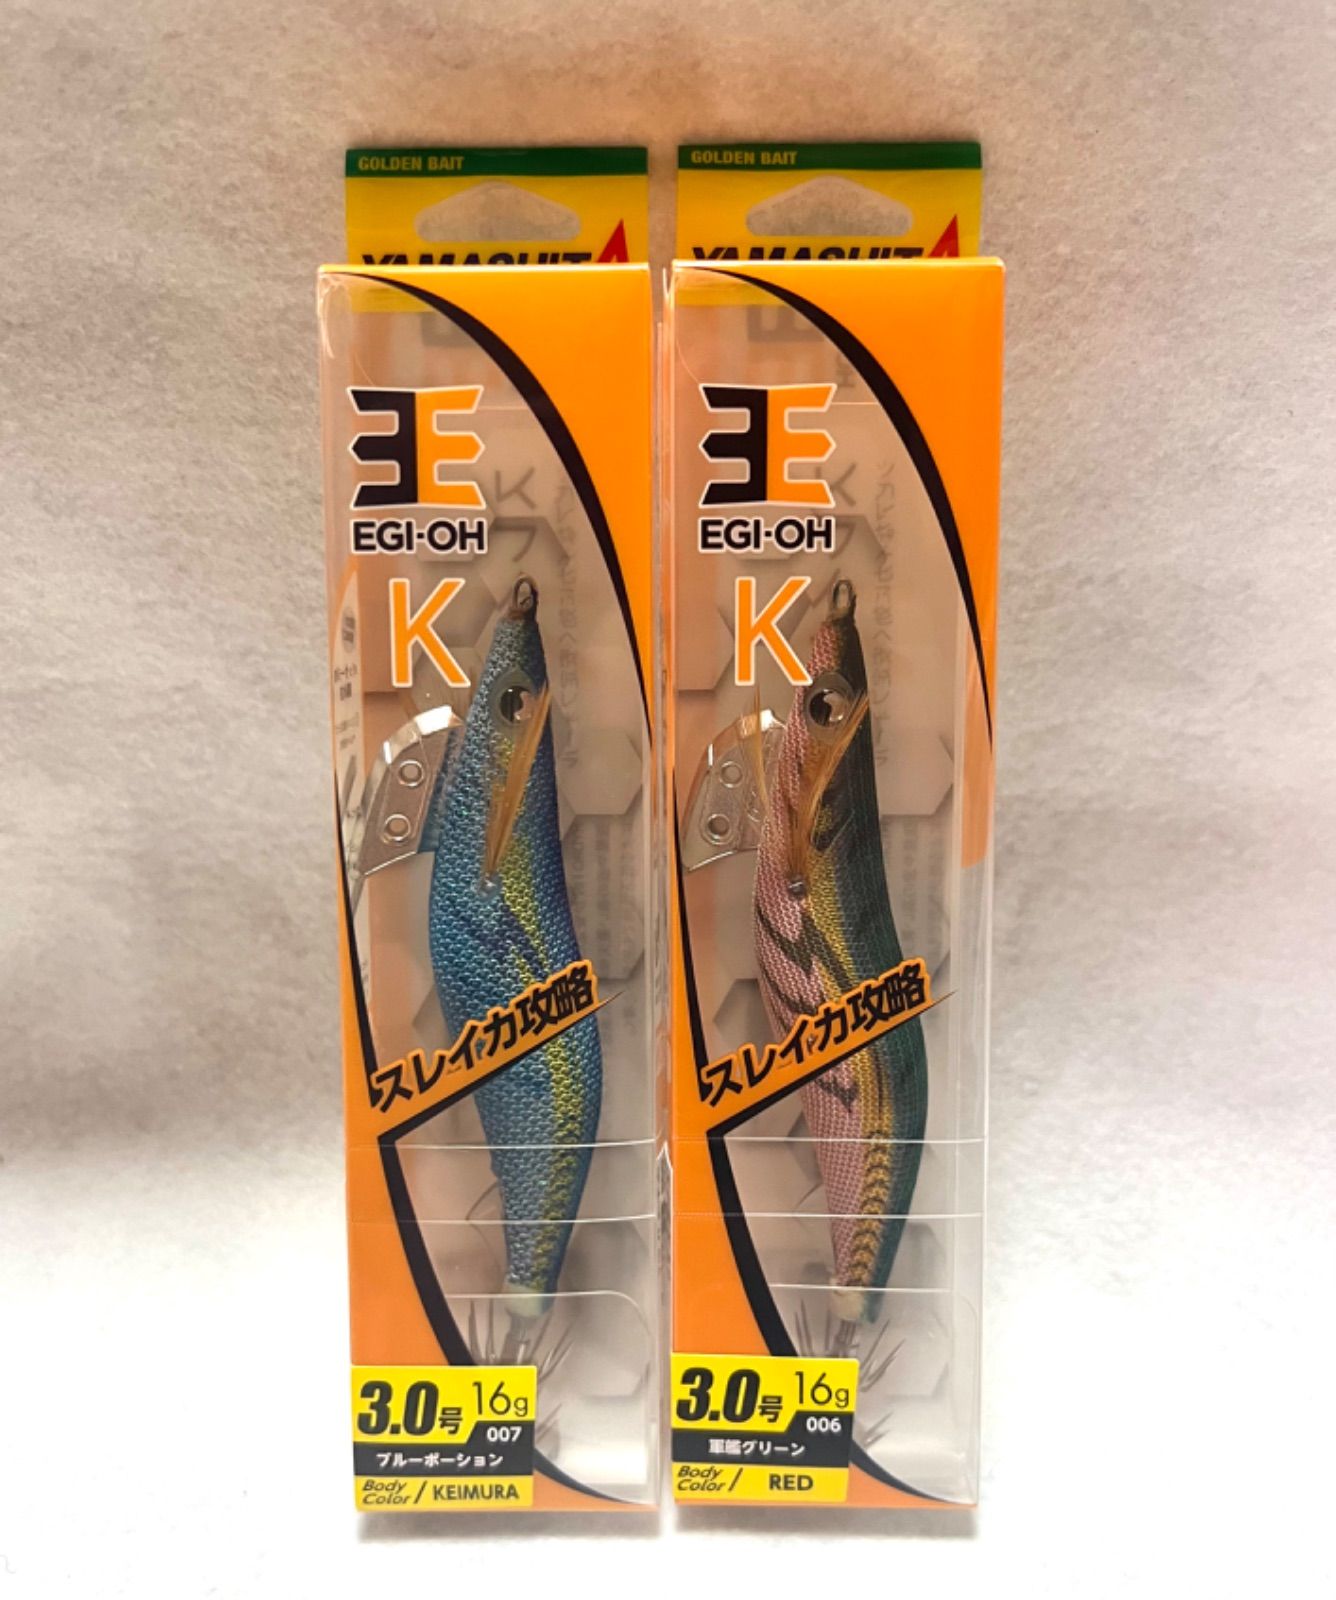 GOLDEN BAIT
YAMASHITA
王
EGI-OH
K
スレイカ攻略
3.0号 16g
007
ブルーポーション
Body Color / KEIMURA
GOLDEN BAIT
YAMASHITA
王
EGI-OH
K
スレイカ攻略
3.0号 16g
006
軍艦グリーン
Body Color / RED